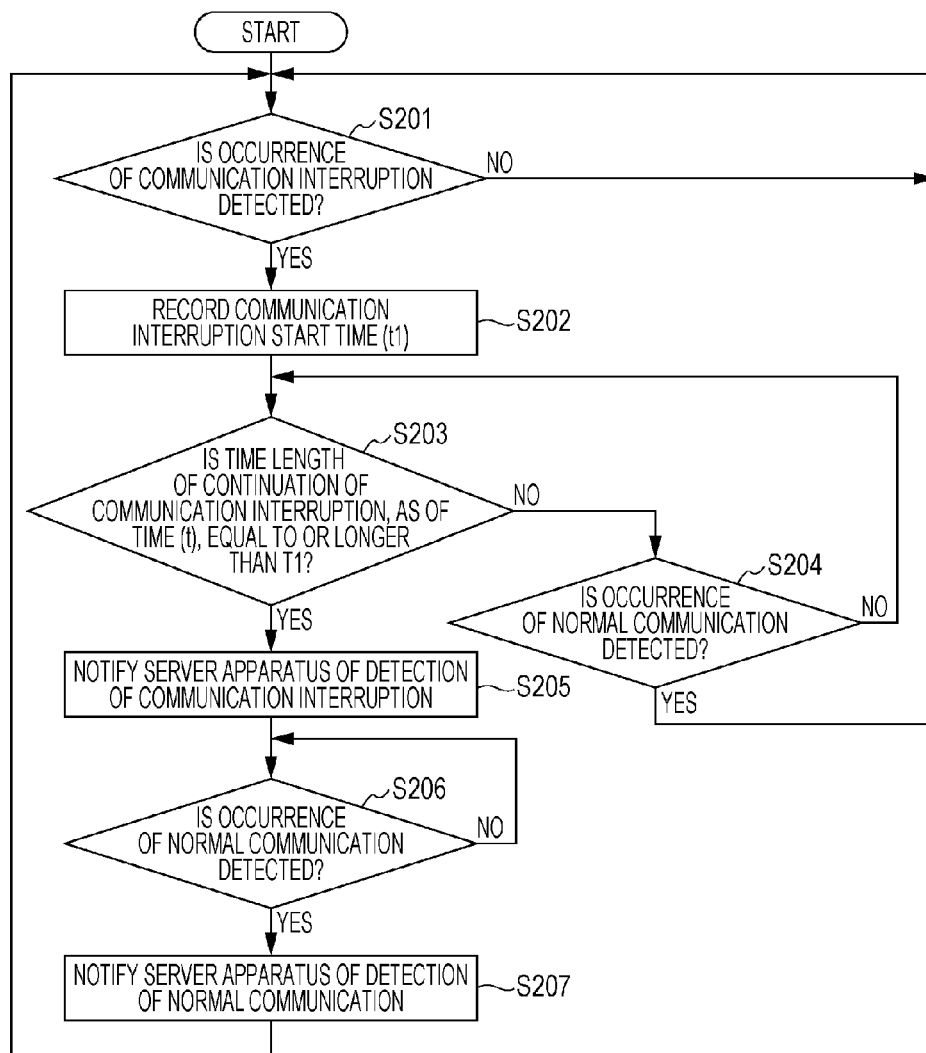 START
S201
IS OCCURRENCE
OF COMMUNICATION INTERRUPTION
DETECTED?
NO
YES
RECORD COMMUNICATION
INTERRUPTION START TIME (t1)
S202
S203
IS TIME LENGTH
OF CONTINUATION OF
COMMUNICATION INTERRUPTION, AS OF
TIME (t), EQUAL TO OR LONGER
THAN T1?
NO
YES
S204
IS OCCURRENCE
OF NORMAL COMMUNICATION
DETECTED?
NO
YES
NOTIFY SERVER APPARATUS OF DETECTION
OF COMMUNICATION INTERRUPTION
S205
S206
IS OCCURRENCE
OF NORMAL COMMUNICATION
DETECTED?
NO
YES
NOTIFY SERVER APPARATUS OF DETECTION
OF NORMAL COMMUNICATION
S207